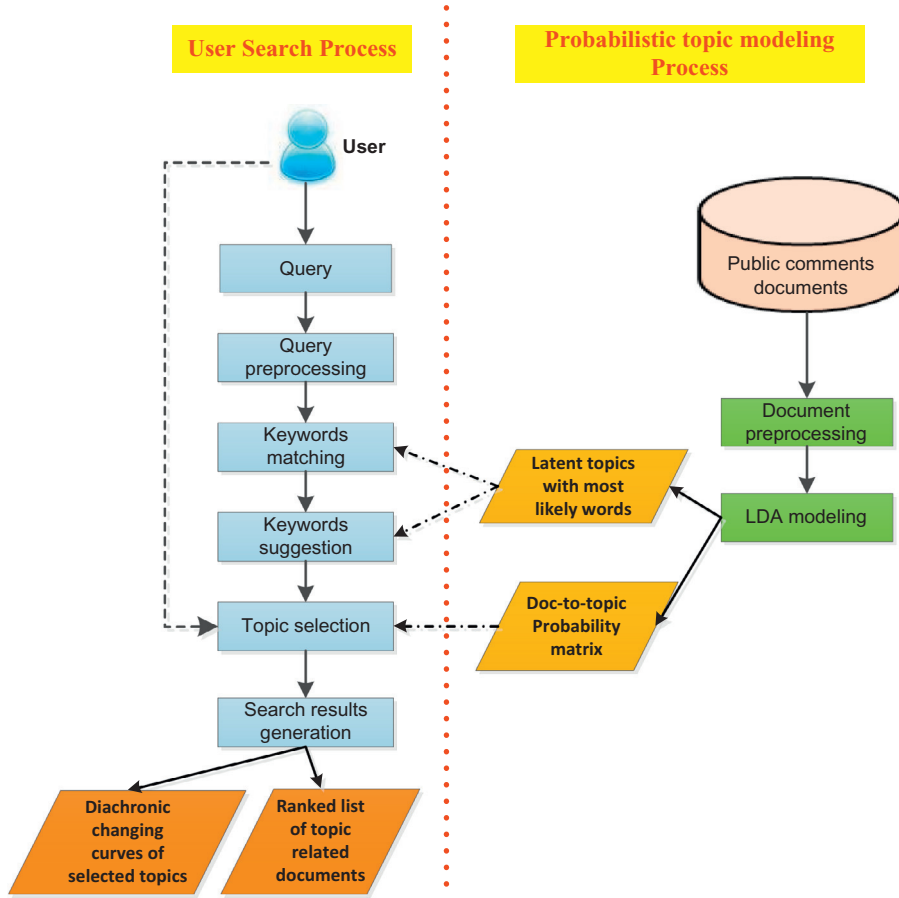 User Search Process
Probabilistic topic modeling
Process
User
Query
Query
preprocessing
Keywords
matching
Keywords
suggestion
Topic selection
Search results
generation
Diachronic
changing
curves of
selected topics
Ranked list
of topic
related
documents
Public comments
documents
Document
preprocessing
LDA modeling
Latent topics
with most
likely words
Doc-to-topic
Probability
matrix